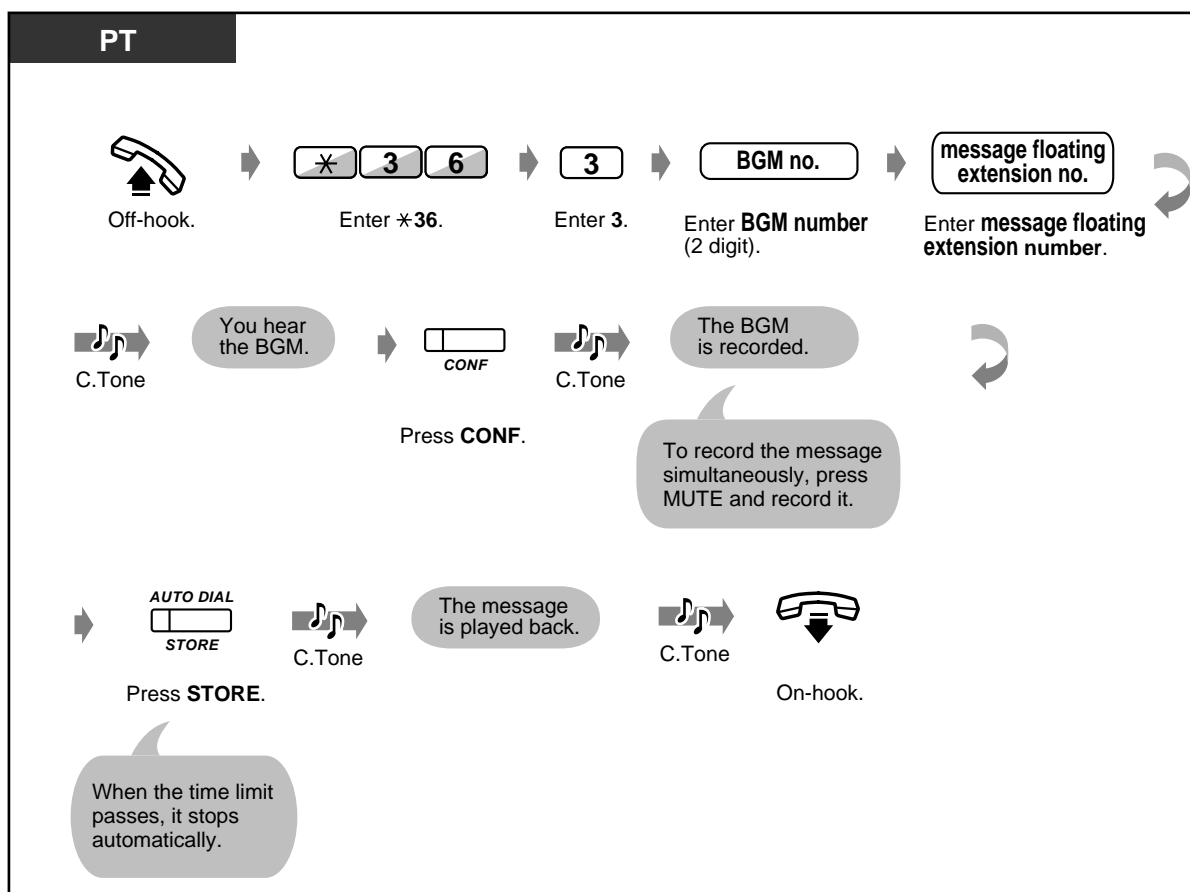 PT
* 3 6
3
BGM no.
message floating
extension no.
Off-hook.
Enter *36.
Enter 3.
Enter BGM number
(2 digit).
Enter message floating
extension number.
C.Tone
You hear
the BGM.
CONF
Press CONF.
C.Tone
The BGM
is recorded.
To record the message
simultaneously, press
MUTE and record it.
AUTO DIAL
STORE
Press STORE.
When the time limit
passes, it stops
automatically.
C.Tone
The message
is played back.
C.Tone
On-hook.